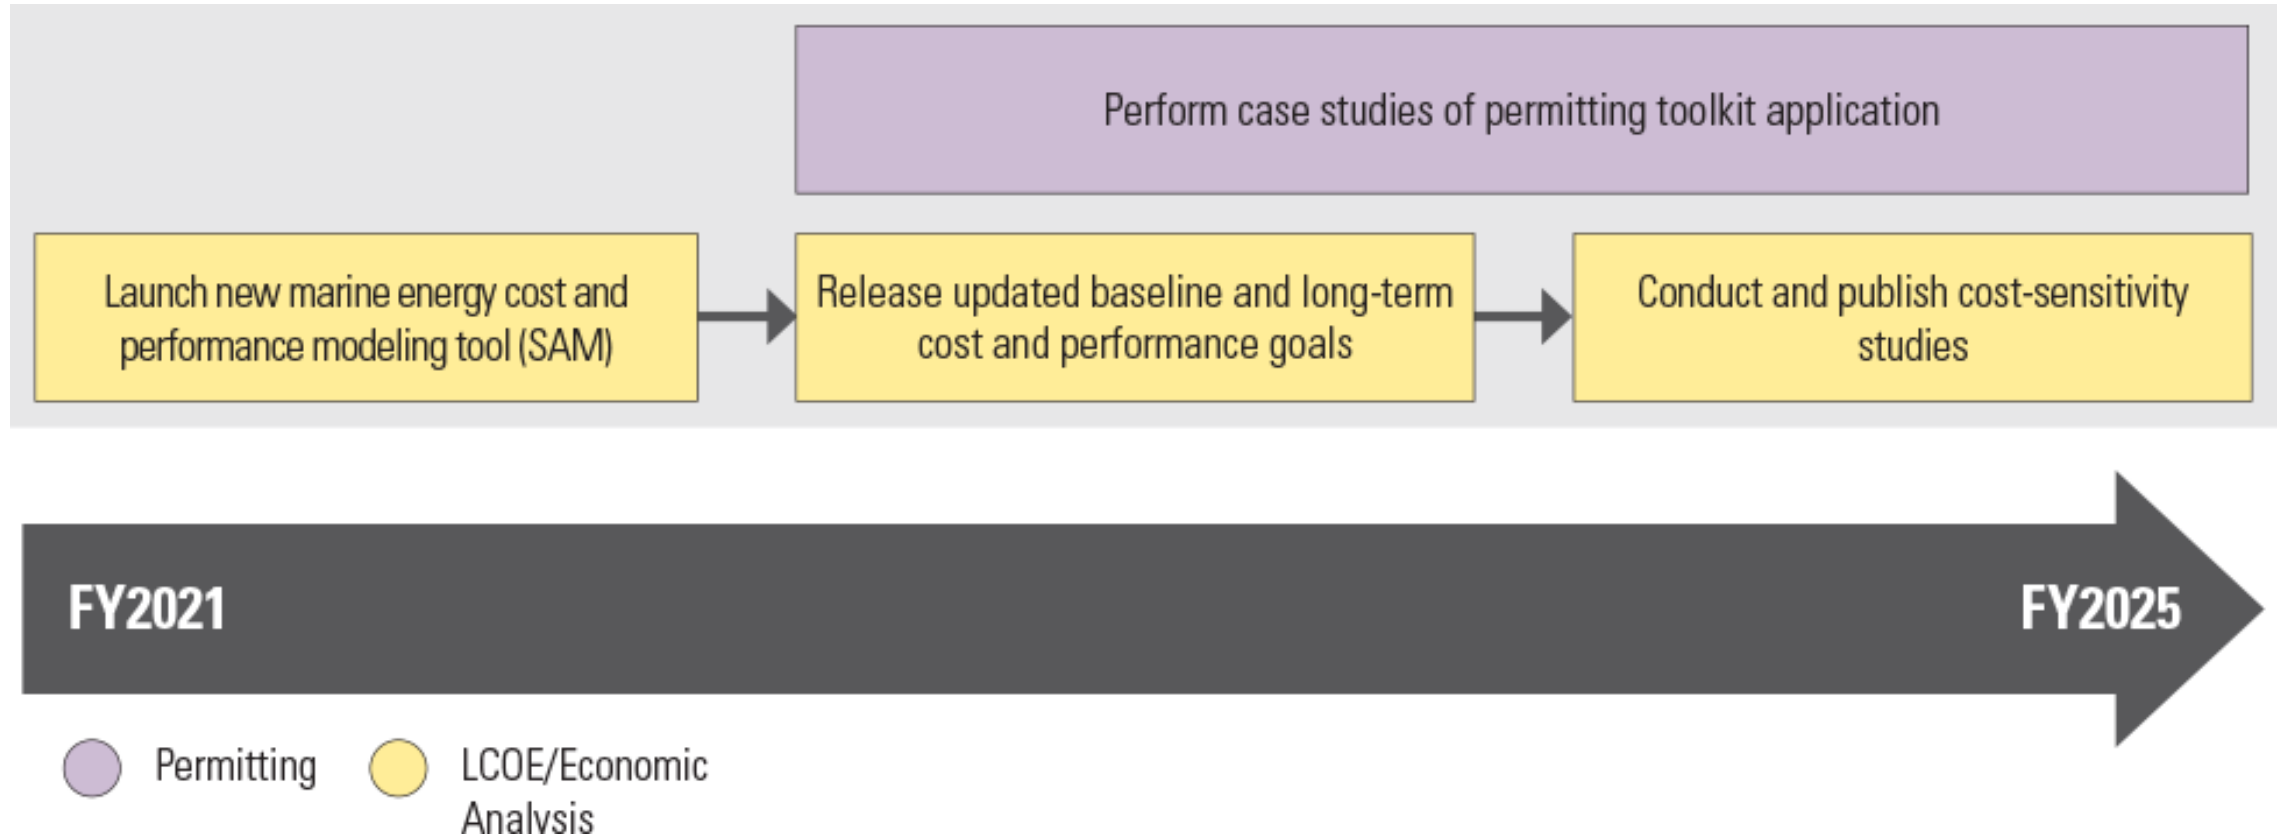 Perform case studies of permitting toolkit application
Launch new marine energy cost and
performance modeling tool (SAM)
Release updated baseline and long-term
cost and performance goals
Conduct and publish cost-sensitivity
studies
FY2021
FY2025
Permitting
LCOE/Economic
Analysis